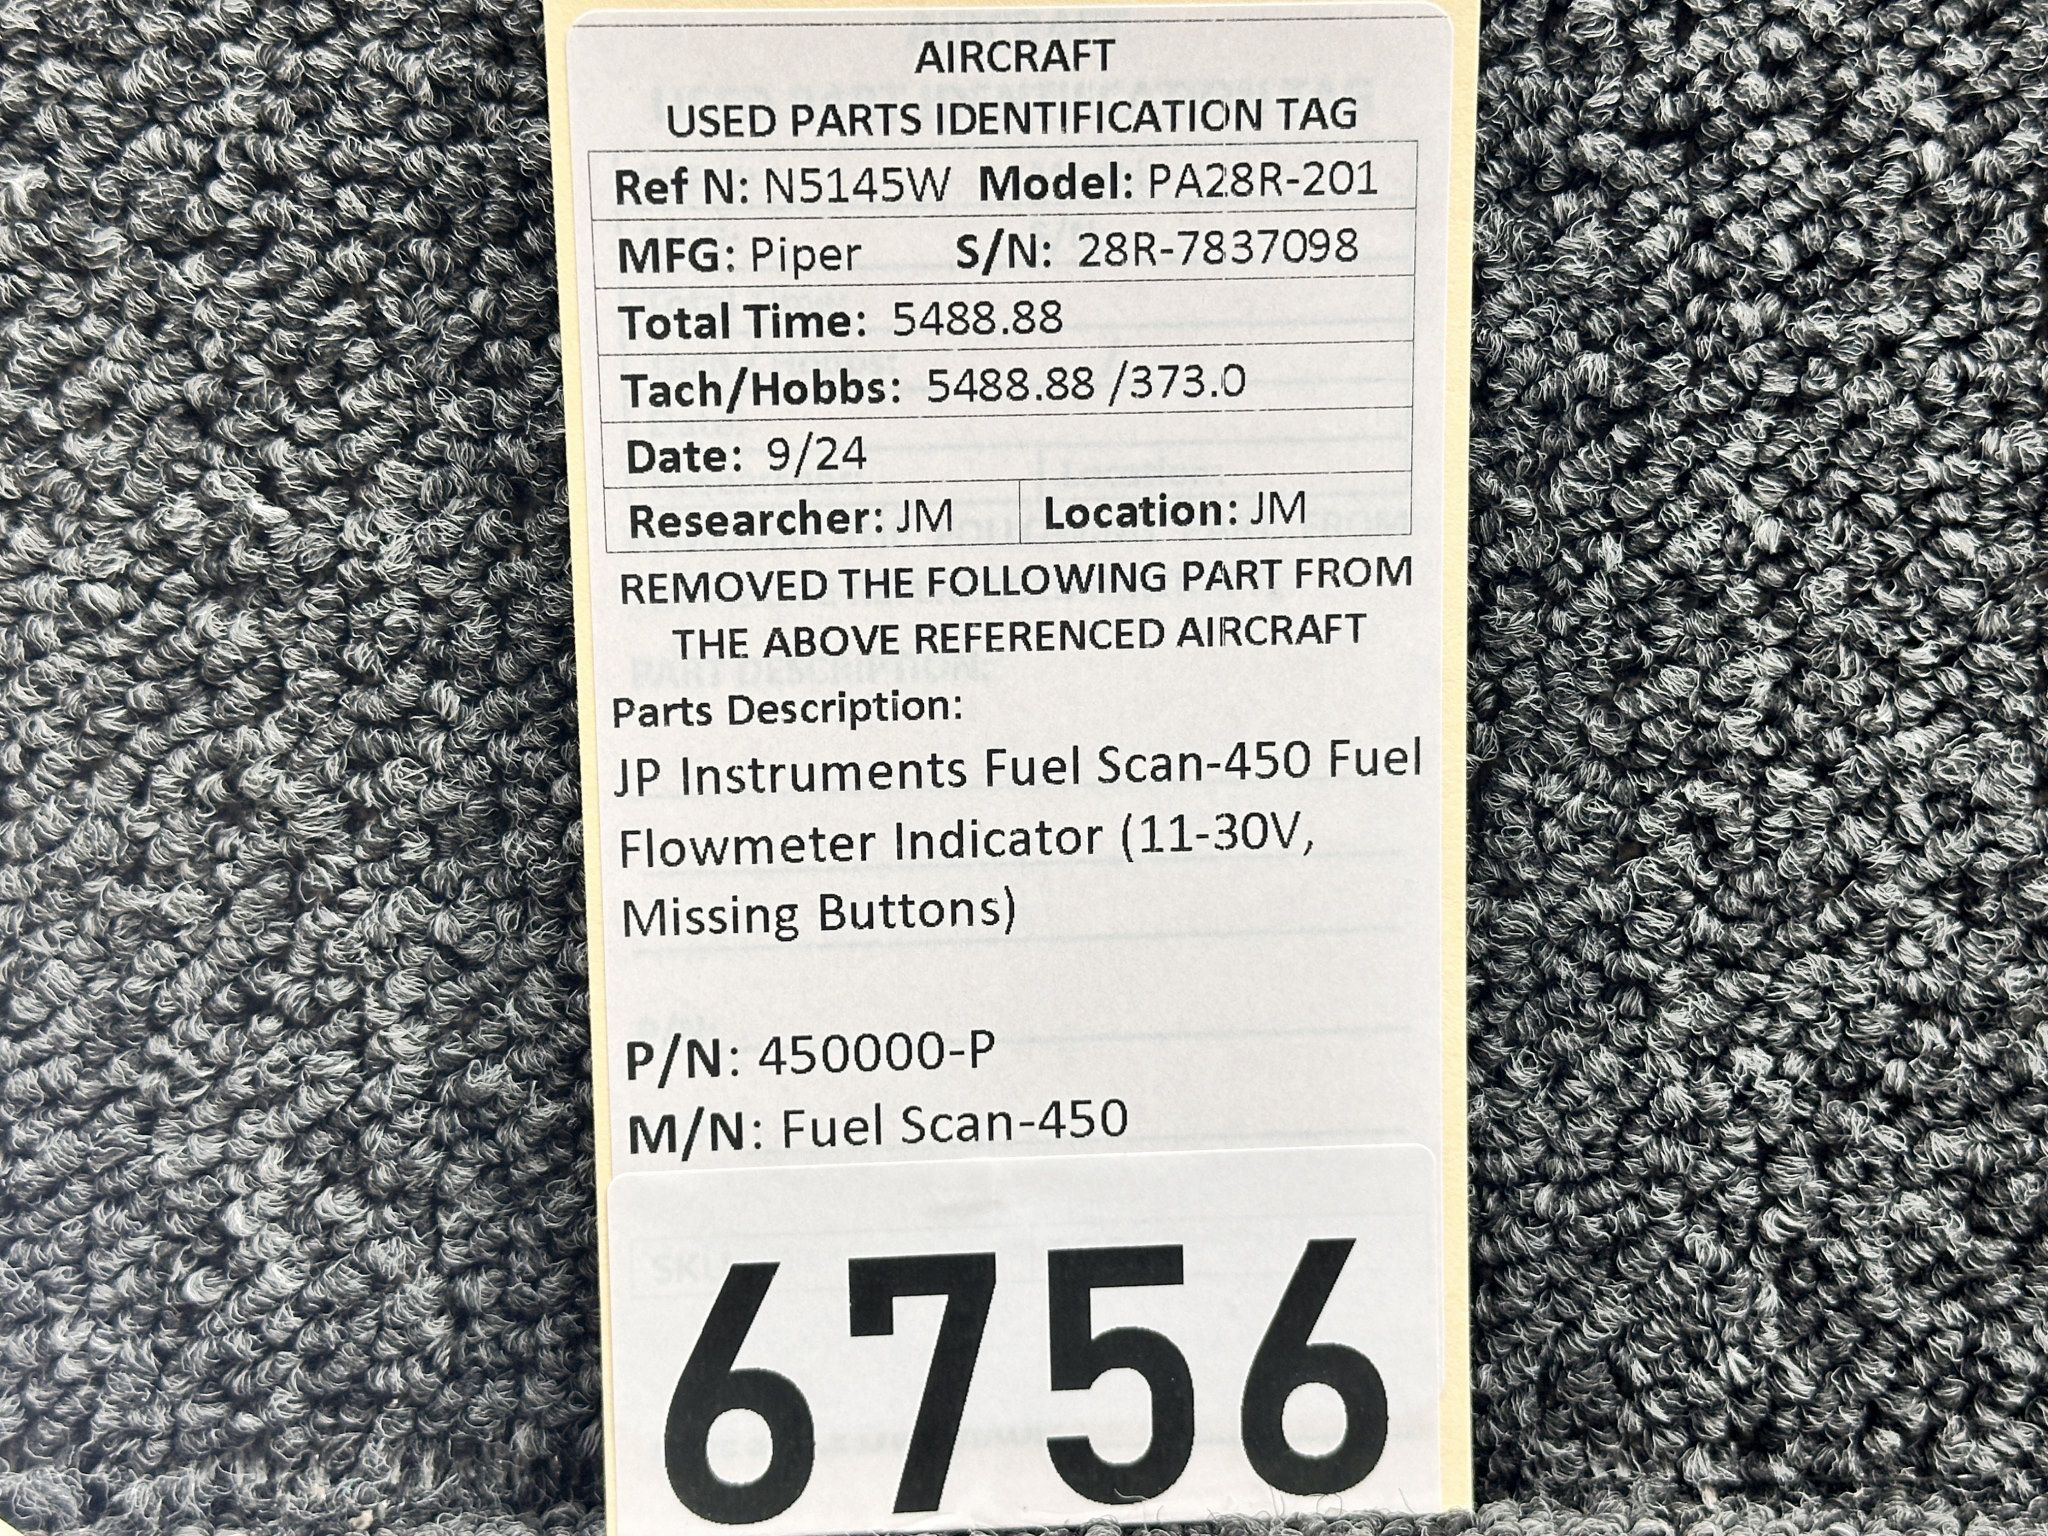 AIRCRAFT
USED PARTS IDENTIFICATION TAG
Ref N: N5145W Model: PA28R-201
MFG: Piper S/N: 28R-7837098
Total Time: 5488.88
Tach/Hobbs: 5488.88 /373.0
Date: 9/24
Researcher: JM Location: JM
REMOVED THE FOLLOWING PART FROM
THE ABOVE REFERENCED AIRCRAFT
Parts Description:
JP Instruments Fuel Scan-450 Fuel
Flowmeter Indicator (11-30V,
Missing Buttons)
P/N: 450000-P
M/N: Fuel Scan-450
6756